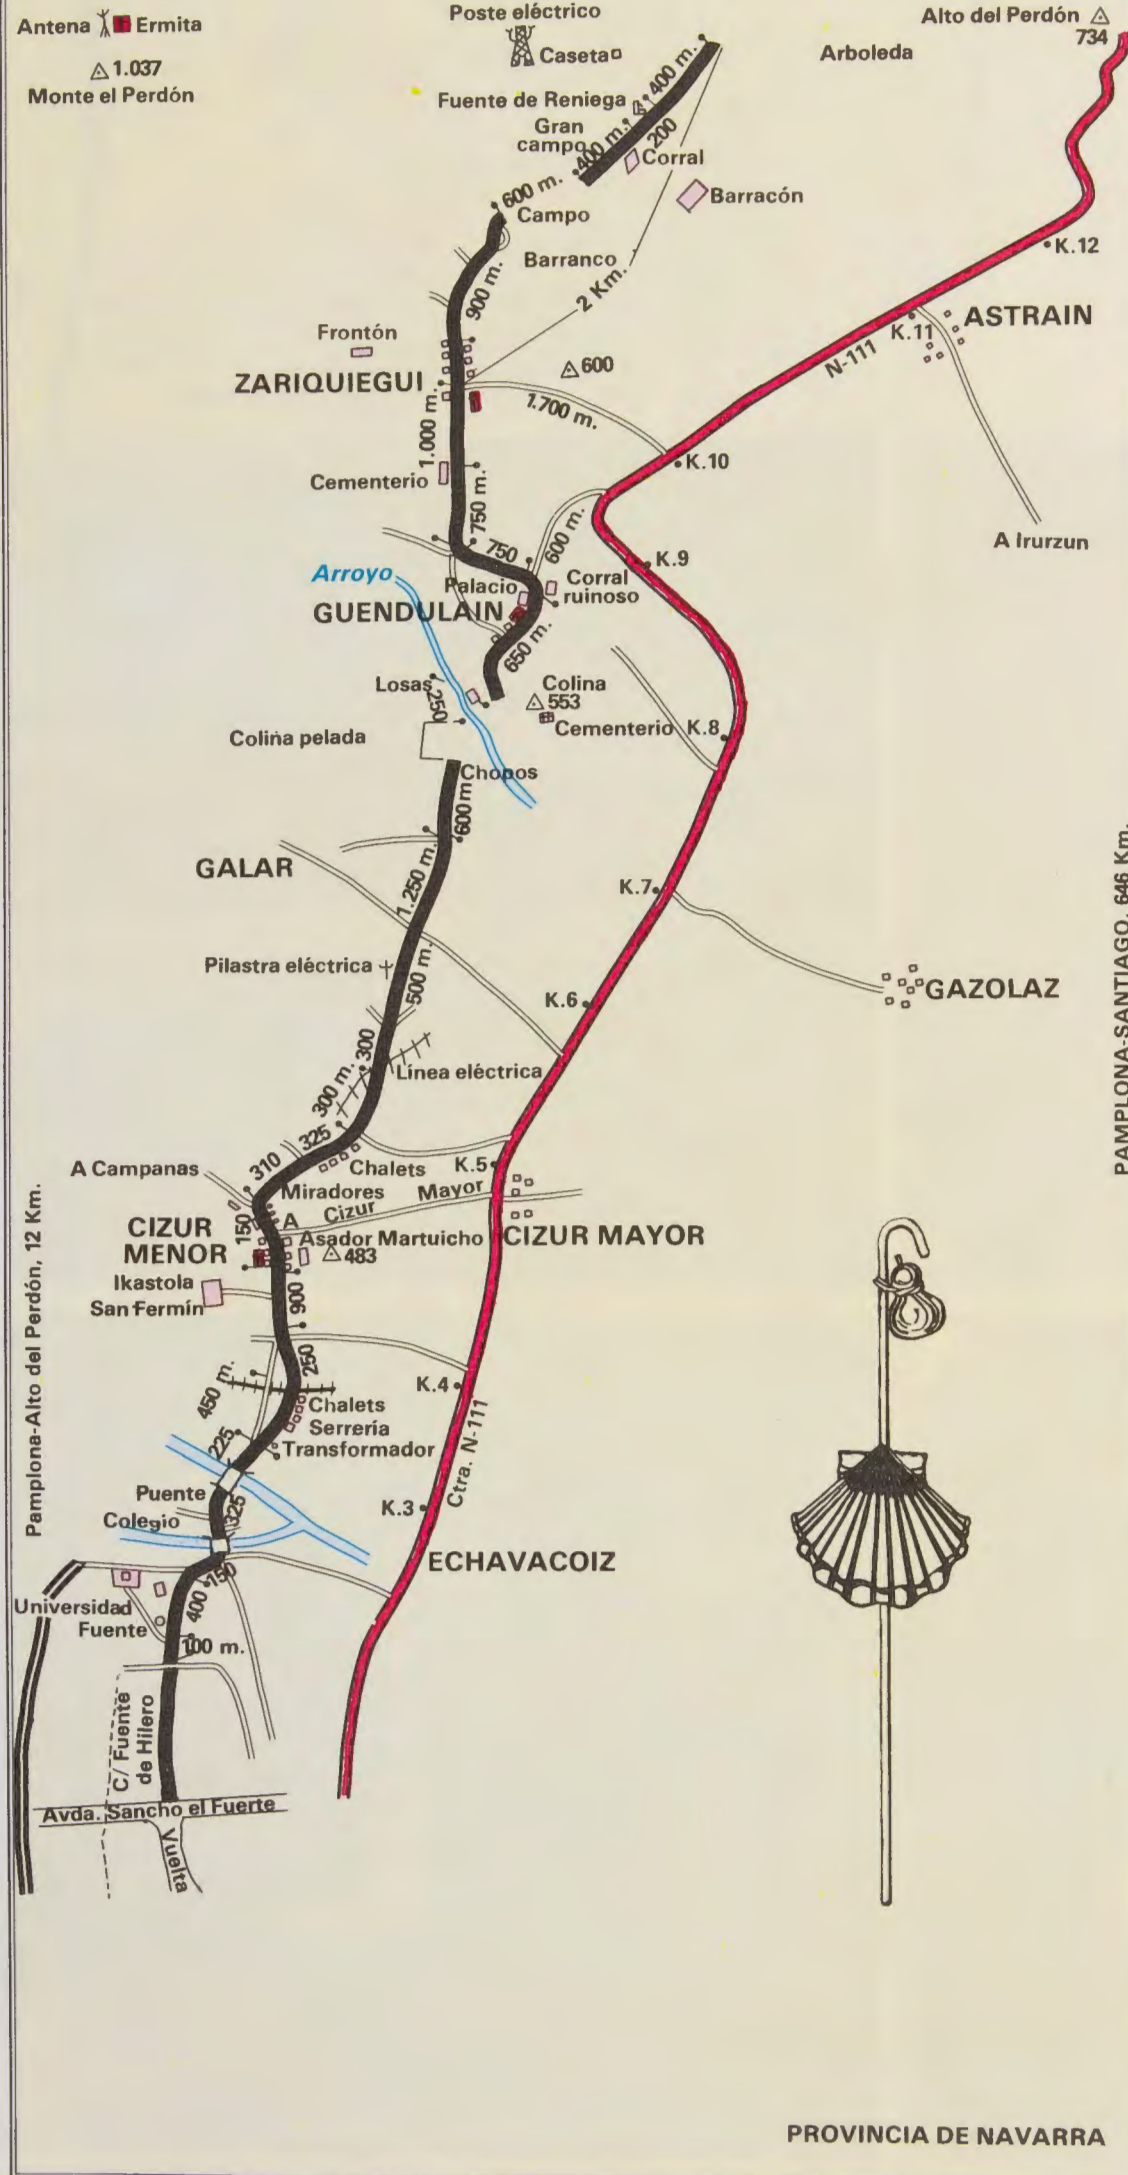 Antena
Ermita
1.037
Monte el Perdón
Poste eléctrico
Caseta
Alto del Perdón
734
Arboleda
400 m.
Fuente de Reniega
Gran
campo
400 m.
200
Corral
Barracón
600 m.
Campo
Barranco
2 Km.
900 m.
K.12
ASTRAIN
K.11
N-111
Frontón
600
ZARIQUIEGUI
1.700 m.
1.000 m.
K.10
Cementerio
750 m.
A Irurzun
750
600 m.
K.9
Arroyo
Palacio
Corral
ruinoso
GUENDULAIN
650 m.
Losas
250
Colina
553
Cementerio
K.8
Colina pelada
Chopos
600 m
GALAR
1.250 m.
K.7
PAMPLONA-SANTIAGO, 646 Km.
Pilastra eléctrica
500 m.
GAZOLAZ
K.6
300
Línea eléctrica
300 m.
325
310
A Campanas
Chalets
K.5
Miradores
Cizur Mayor
150
A
CIZUR
MENOR
Asador Martuicho
CIZUR MAYOR
483
Ikastola
San Fermín
900
Pamplona-Alto del Perdón, 12 Km.
250
450 m.
K.4
Chalets
Serrería
Transformador
Ctra. N-111
225
Puente
325
K.3
Colegio
ECHAVACOIZ
150
400
Universidad
Fuente
100 m.
C/ Fuente
de Hilero
Avda. Sancho el Fuerte
Vuelta
PROVINCIA DE NAVARRA